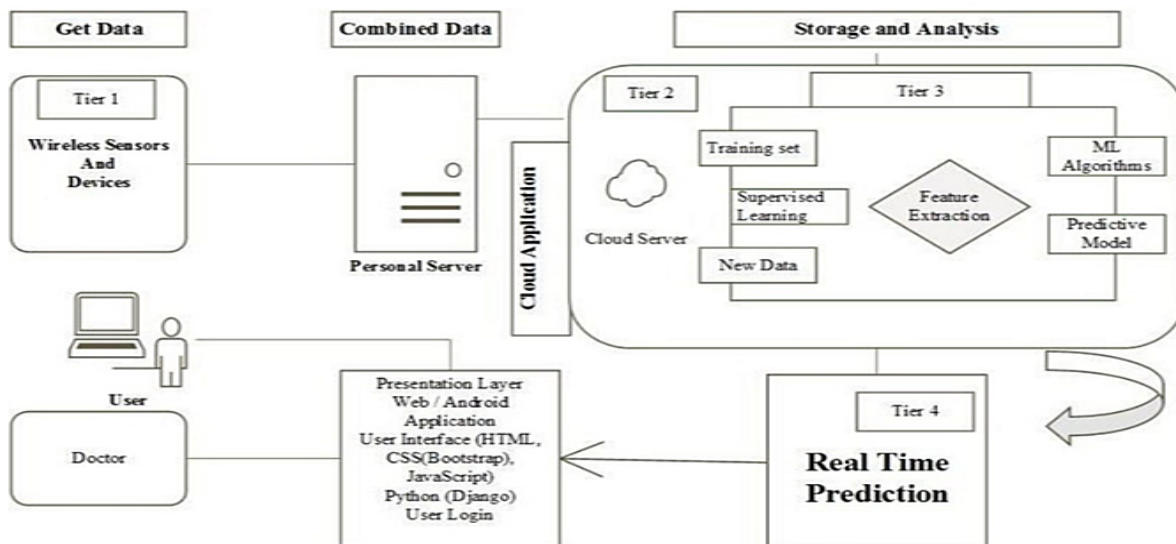 Get Data
Combined Data
Storage and Analysis
Tier 1
Wireless Sensors
And
Devices
Personal Server
Cloud Application
Tier 2
Cloud Server
Tier 3
Training set
Supervised
Learning
New Data
Feature
Extraction
ML
Algorithms
Predictive
Model
User
Doctor
Presentation Layer
Web / Android
Application
User Interface (HTML,
CSS(Bootstrap),
JavaScript)
Python (Django)
User Login
Tier 4
Real Time
Prediction